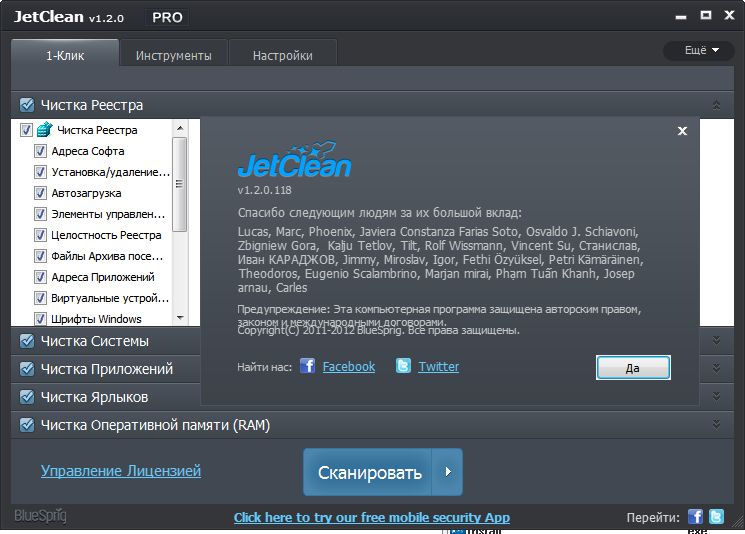 JetClean v1.2.0 PRO
1-Клик Инструменты Настройки Ещё
Чистка Реестра
Чистка Реестра
Адреса Софта
Установка/удаление...
Автозагрузка
Элементы управлен...
Целостность Реестра
Файлы Архива посе...
Адреса Приложений
Виртуальные устрой...
Шрифты Windows
JetClean
v1.2.0.118
Спасибо следующим людям за их большой вклад:
Lucas, Marc, Phoenix, Javiera Constanza Farias Soto, Osvaldo J. Schiavoni,
Zbigniew Gora, Kalju Tetlov, Tilt, Rolf Wissmann, Vincent Su, Станислав,
Иван КАРАДЖОВ, Jimmy, Miroslav, Igor, Fethi Özyüksel, Petri Kämäräinen,
Theodoros, Eugenio Scalambrino, Marjan mirai, Phạm Tuấn Khanh, Josep
arnau, Carles
Предупреждение: Эта компьютерная программа защищена авторским правом,
законом и международными договорами.
Copyright(C) 2011-2012 BlueSprig. Все права защищены.
Найти нас: Facebook Twitter
Да
Чистка Системы
Чистка Приложений
Чистка Ярлыков
Чистка Оперативной памяти (RAM)
Управление Лицензией
Сканировать
BlueSprig
Click here to try our free mobile security App
Перейти: